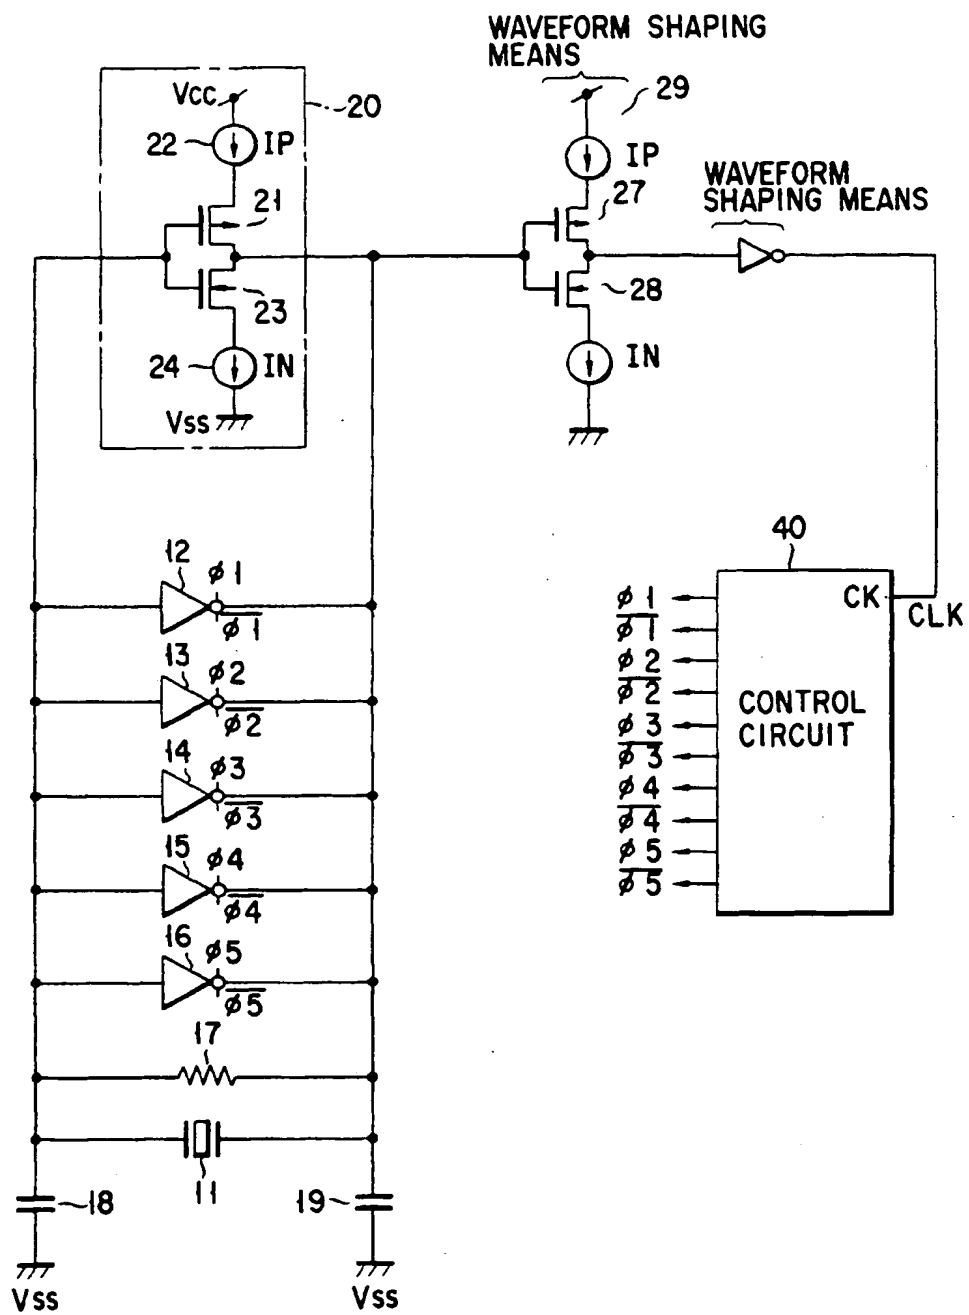 WAVEFORM SHAPING
MEANS
Vcc
20
29
22
IP
IP
WAVEFORM
SHAPING MEANS
21
27
23
28
24
IN
IN
Vss
40
12
φ1
φ1
CK
CLK
φ1
φ1
13
φ2
φ2
φ2
φ2
CONTROL
CIRCUIT
14
φ3
φ3
φ3
φ3
15
φ4
φ4
φ4
φ4
16
φ5
φ5
φ5
φ5
17
11
18
19
Vss
Vss